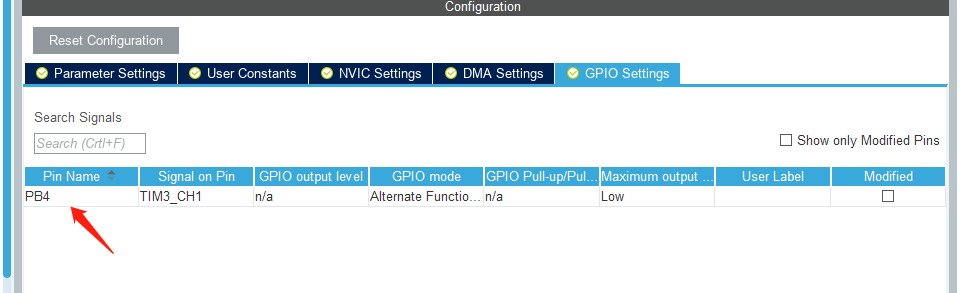 Configuration
Reset Configuration
Parameter Settings User Constants NVIC Settings DMA Settings GPIO Settings
Search Signals
Search (Crtl+F)
Show only Modified Pins
Pin Name Signal on Pin GPIO output level GPIO mode GPIO Pull-up/Pul... Maximum output ... User Label Modified
PB4 TIM3_CH1 n/a Alternate Functio... n/a Low